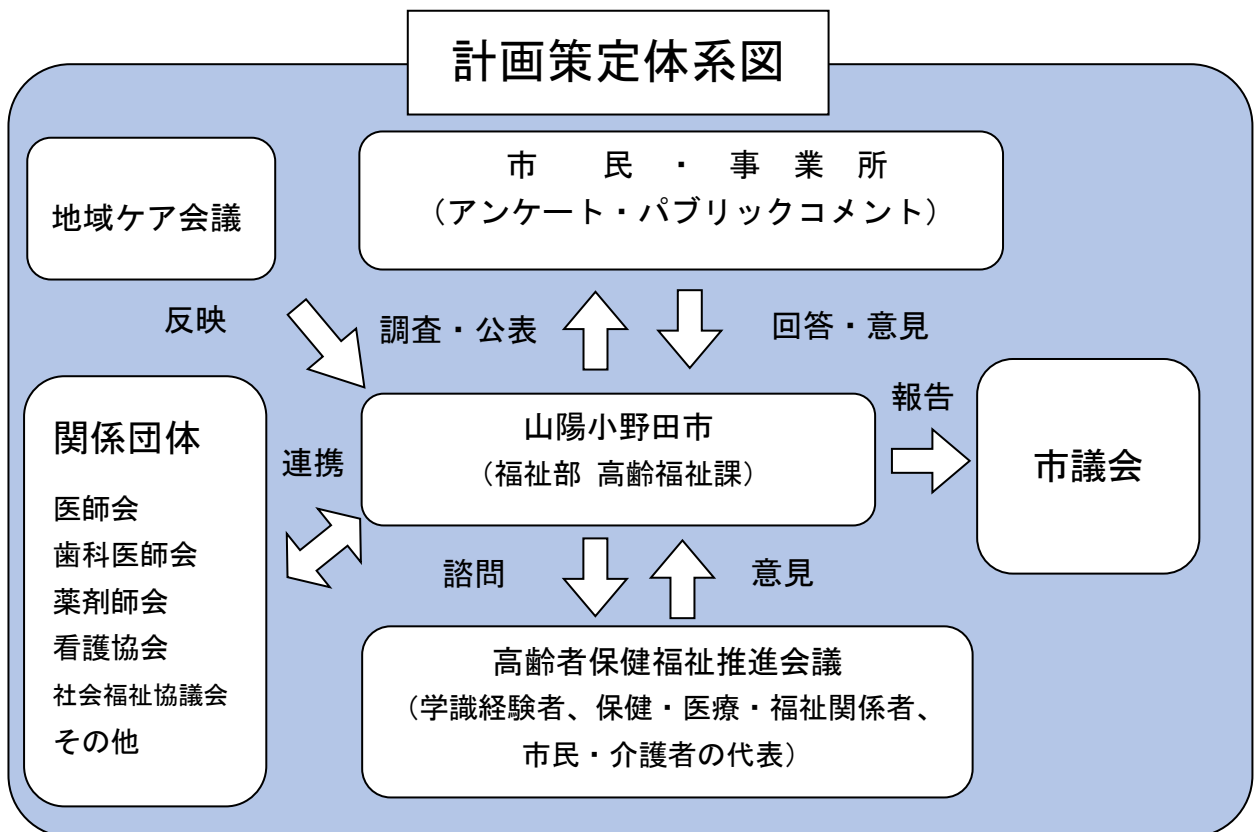 計画策定体系図
地域ケア会議
市　民・事業所
（アンケート・パブリックコメント）
反映
調査・公表
回答・意見
関係団体
医師会
歯科医師会
薬剤師会
看護協会
社会福祉協議会
その他
連携
山陽小野田市
（福祉部 高齢福祉課）
報告
市議会
諮問
意見
高齢者保健福祉推進会議
（学識経験者、保健・医療・福祉関係者、
市民・介護者の代表）